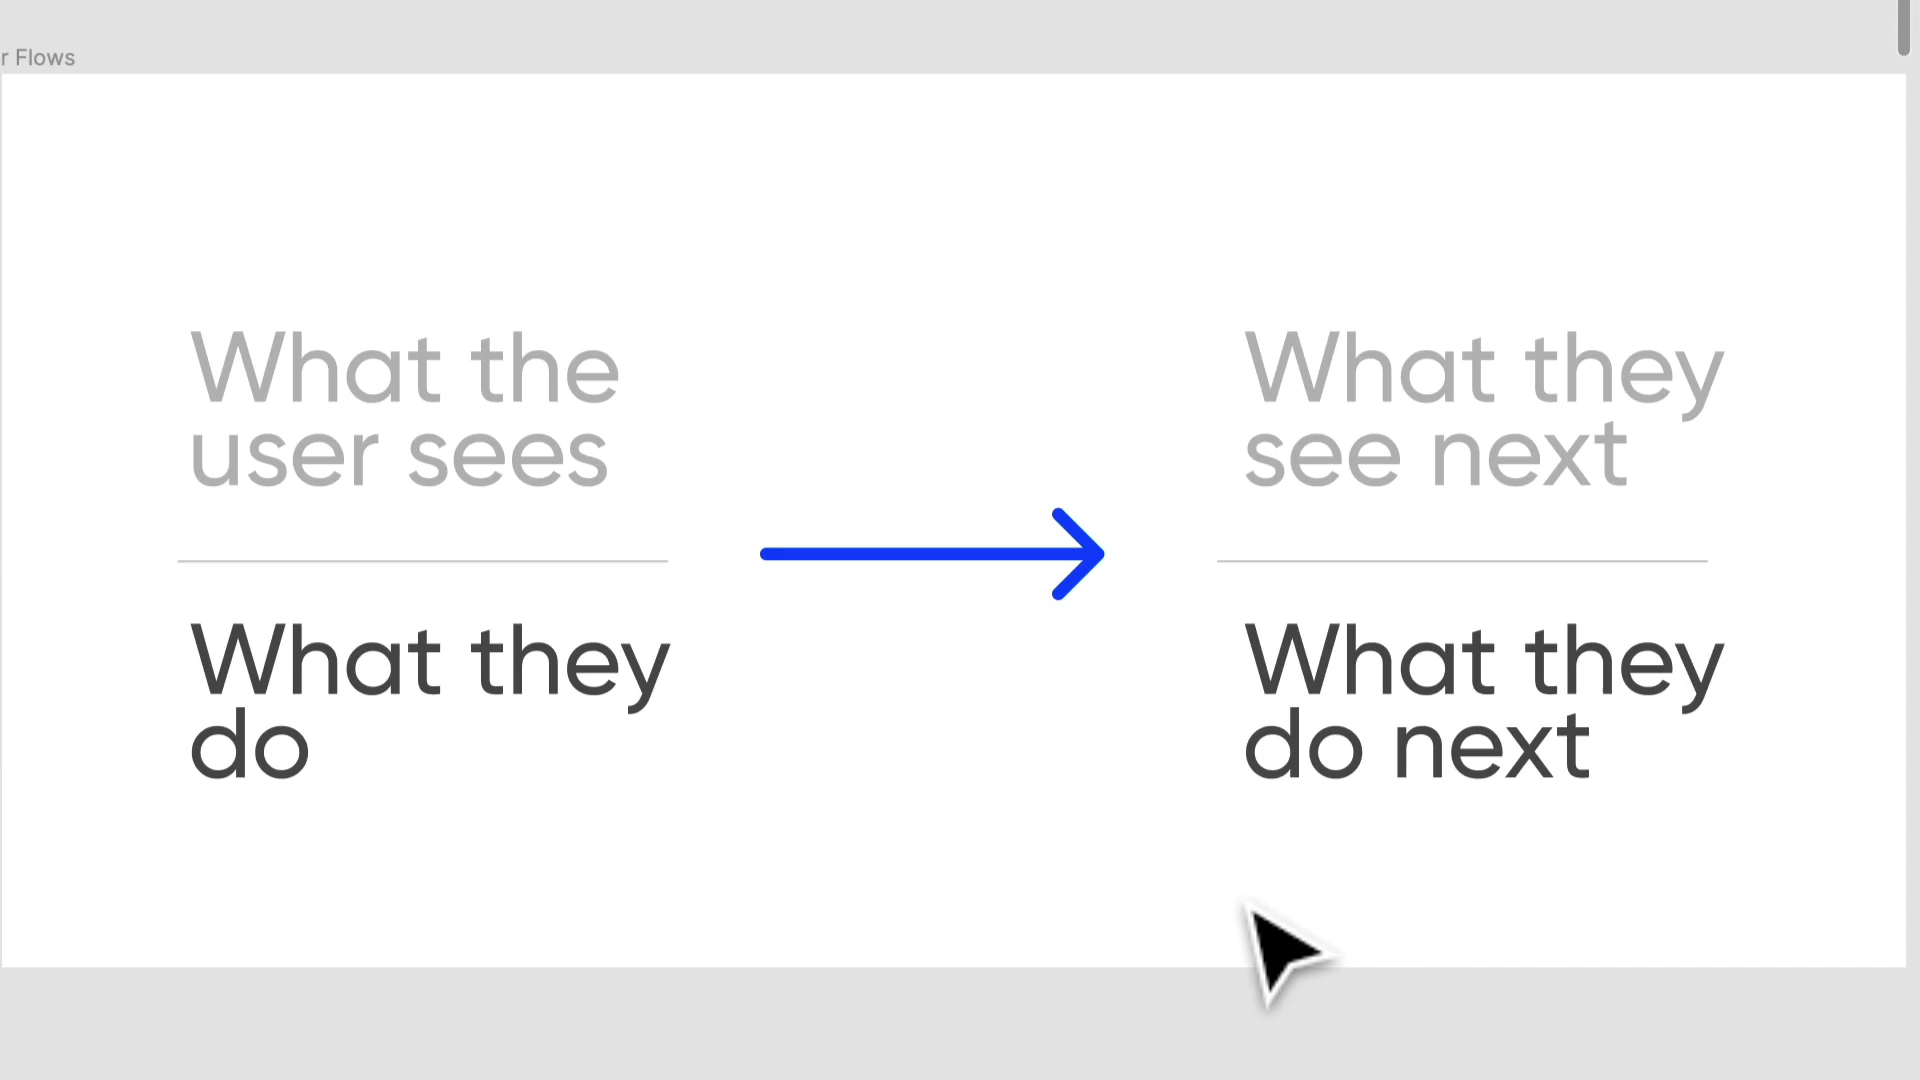 r Flows
What the
user sees
What they
do
What they
see next
What they
do next